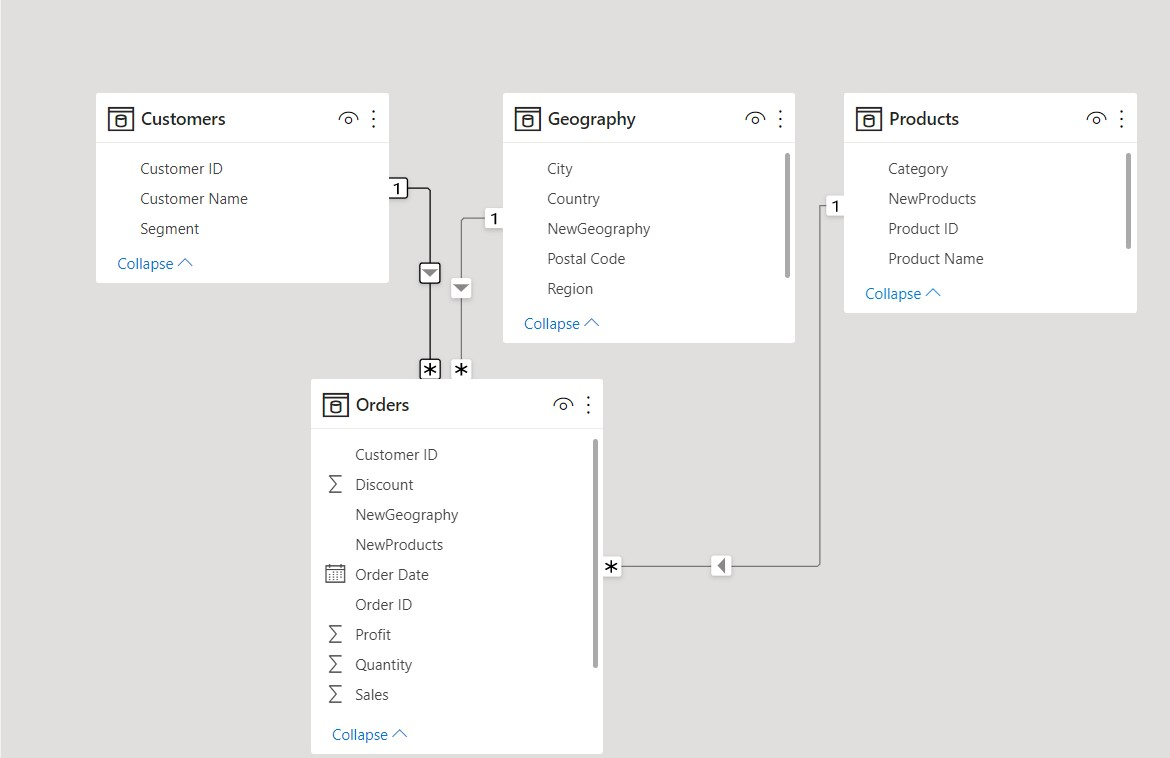 Customers
Customer ID
Customer Name
Segment
Collapse
1
Geography
City
Country
NewGeography
Postal Code
Region
Collapse
1
Products
Category
NewProducts
Product ID
Product Name
Collapse
1
*
*
Orders
Customer ID
Σ Discount
NewGeography
NewProducts
Order Date
Order ID
Σ Profit
Σ Quantity
Σ Sales
Collapse
*